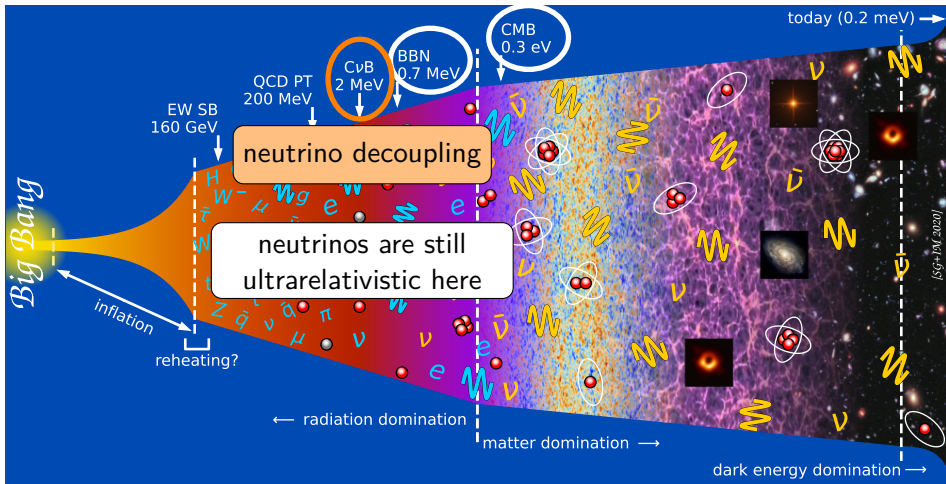 today (0.2 meV)
CMB
0.3 eV
BBN
0.7 MeV
CνB
2 MeV
QCD PT
200 MeV
EW SB
160 GeV
neutrino decoupling
neutrinos are still
ultrarelativistic here
Big Bang
inflation
reheating?
H
W⁻ μ g
e e
ν̄ ν̄ ν
ν̄ ν̄
Z q̄ ν q̄ π
μ ν ν ν̄
e e ν ν
[SG+PM 2020]
← radiation domination
matter domination →
dark energy domination →